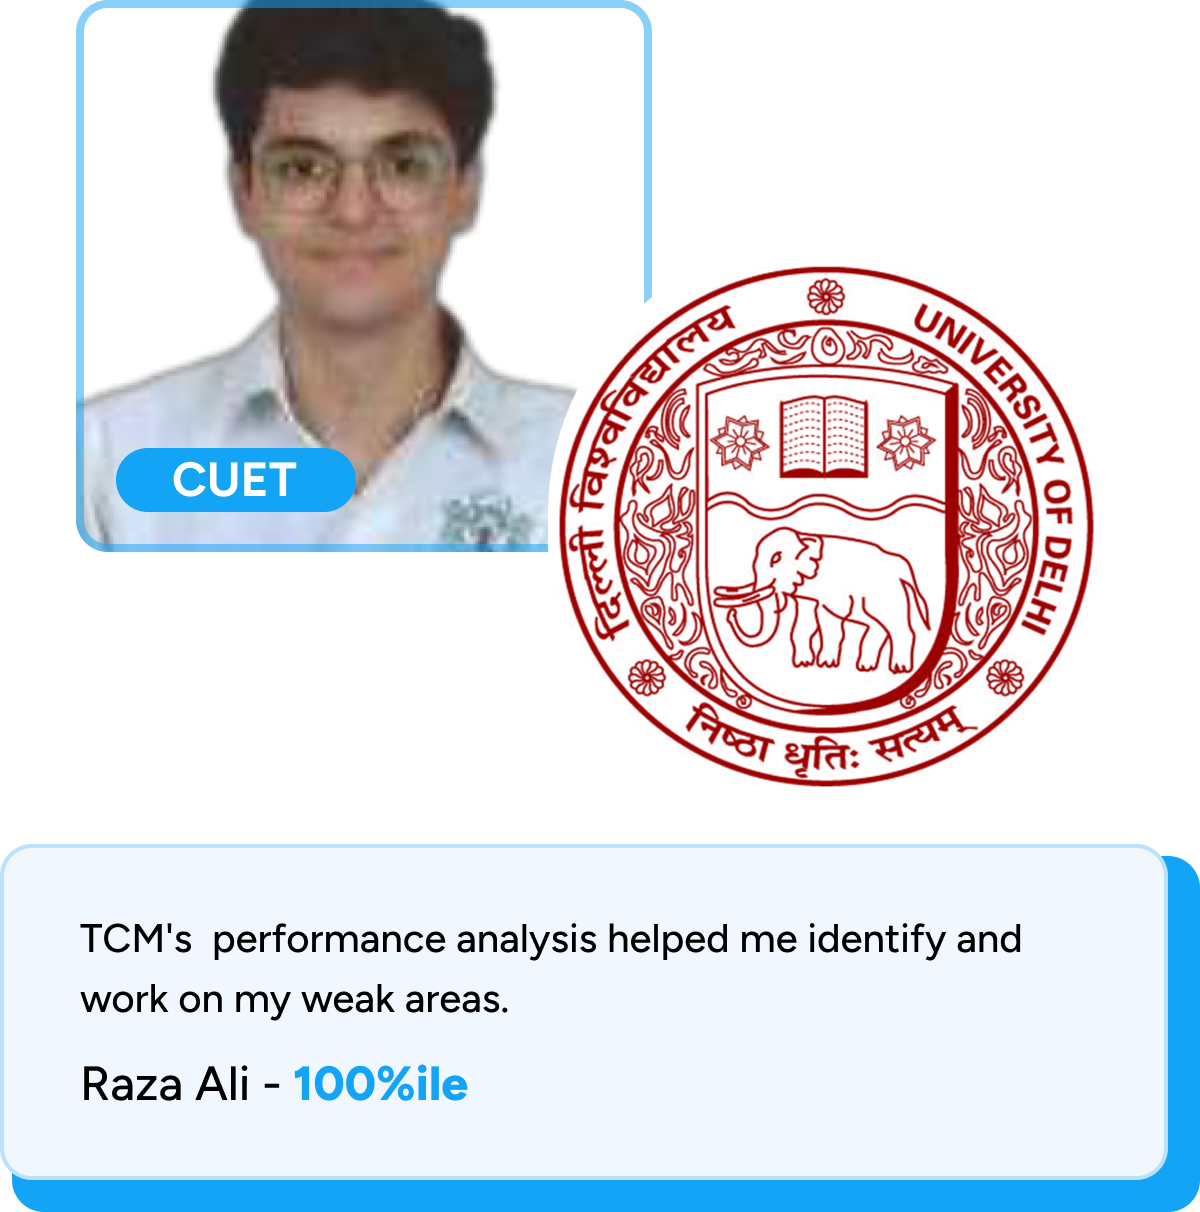 CUET
दिल्ली विश्वविद्यालय
UNIVERSITY OF DELHI
निष्ठा धृतिः सत्यम्
TCM's performance analysis helped me identify and
work on my weak areas.
Raza Ali - 100%ile